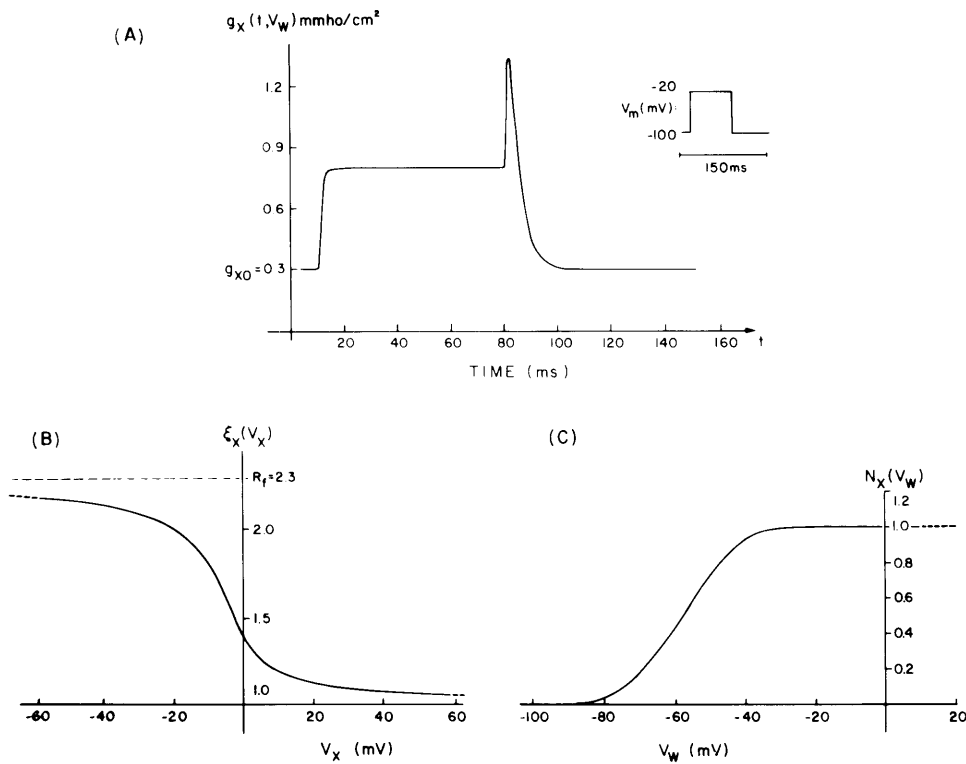 (A)
g_X(t,V_W) mmho/cm²
1.2
0.9
0.6
g_X0=0.3
20 40 60 80 100 120 140 160 t
TIME (ms)
-20
V_m(mV):
-100
150ms
(B)
ξ_X(V_X)
R_f=2.3
2.0
1.5
1.0
-60 -40 -20 20 40 60
V_X (mV)
(C)
N_X(V_W)
1.2
1.0
0.8
0.6
0.4
0.2
-100 -80 -60 -40 -20 20
V_W (mV)